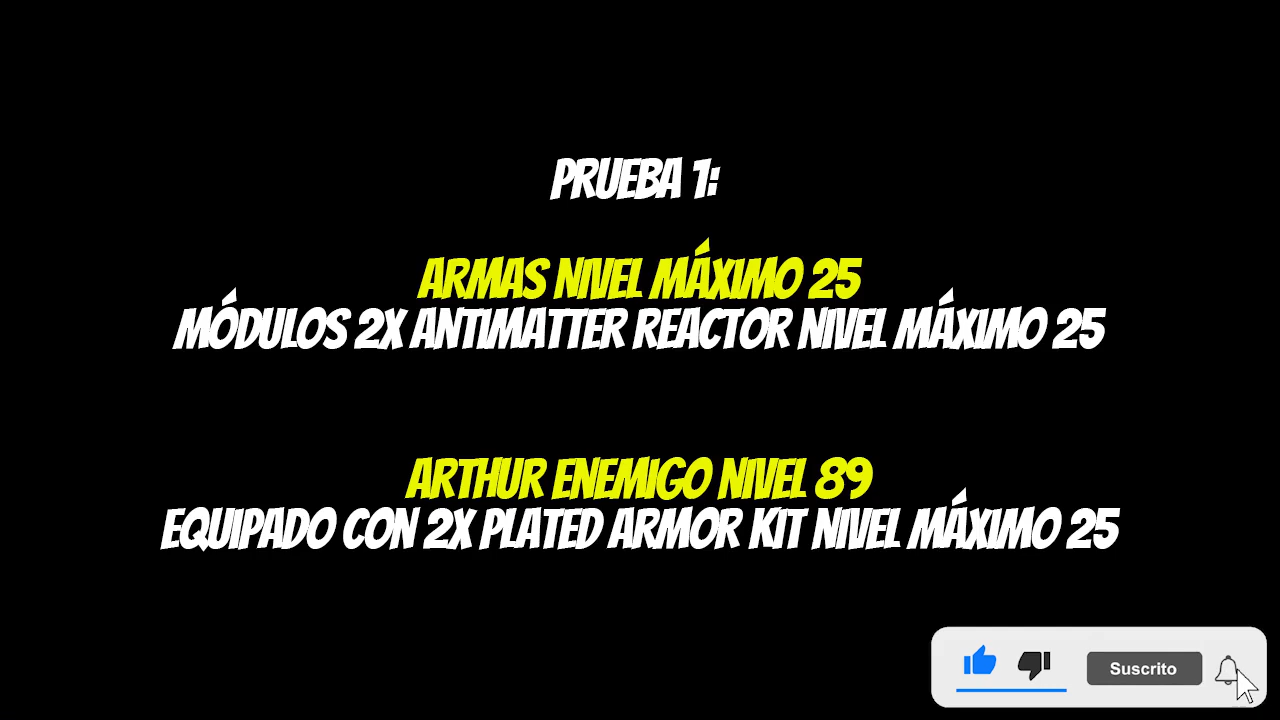 PRUEBA 1:
ARMAS NIVEL MÁXIMO 25
MÓDULOS 2X ANTIMATTER REACTOR NIVEL MÁXIMO 25
ARTHUR ENEMIGO NIVEL 89
EQUIPADO CON 2X PLATED ARMOR KIT NIVEL MÁXIMO 25
Suscrito